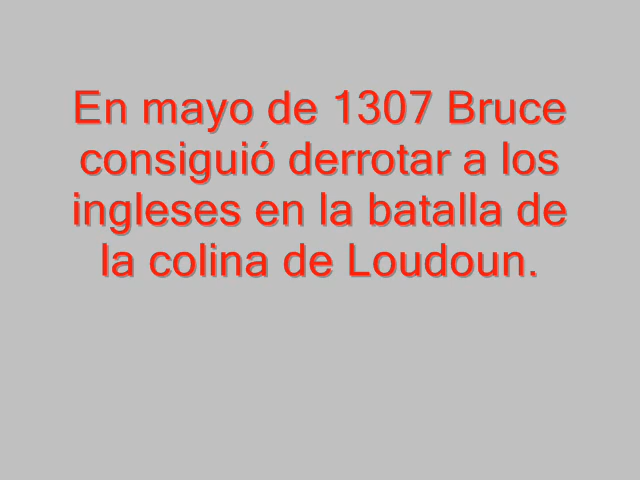 En mayo de 1307 Bruce
consiguió derrotar a los
ingleses en la batalla de
la colina de Loudoun.